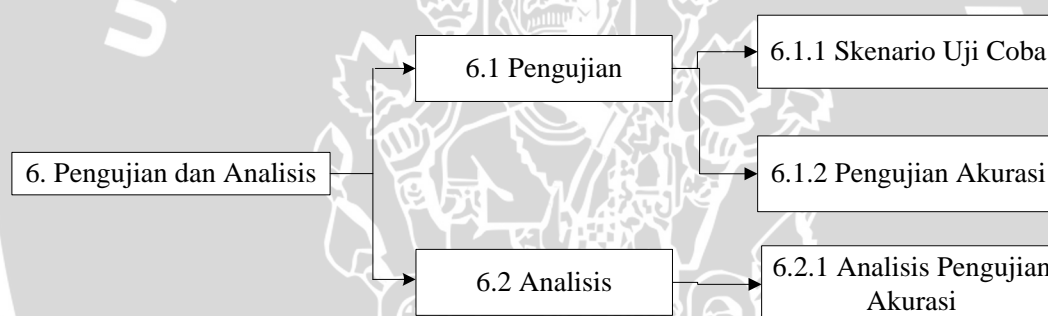 6. Pengujian dan Analisis
6.1 Pengujian
6.1.1 Skenario Uji Coba
6.1.2 Pengujian Akurasi
6.2 Analisis
6.2.1 Analisis Pengujian
Akurasi